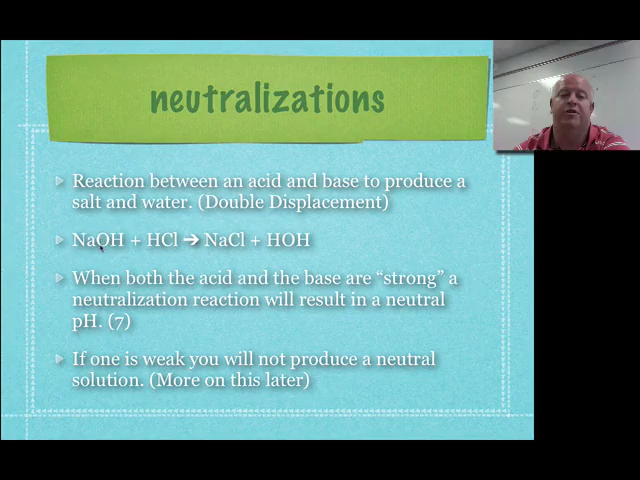 neutralizations
Reaction between an acid and base to produce a
salt and water. (Double Displacement)
NaOH + HCl ➔ NaCl + HOH
When both the acid and the base are “strong” a
neutralization reaction will result in a neutral
pH. (7)
If one is weak you will not produce a neutral
solution. (More on this later)